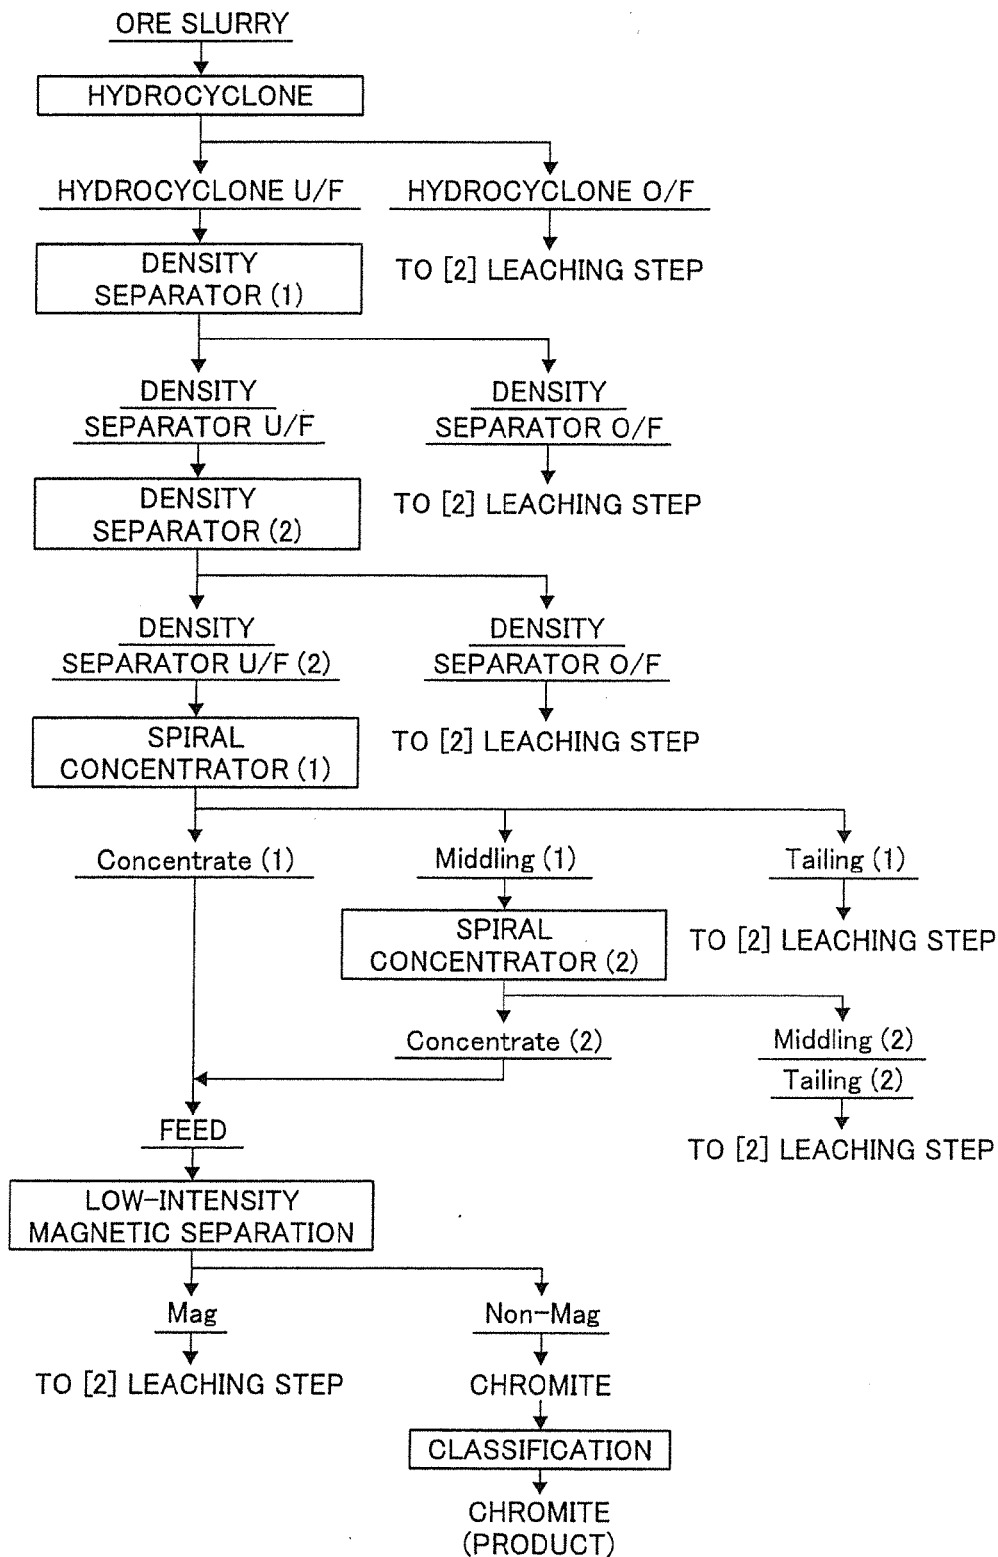 ORE SLURRY
HYDROCYCLONE
HYDROCYCLONE U/F
HYDROCYCLONE O/F
DENSITY
SEPARATOR (1)
TO [2] LEACHING STEP
DENSITY
SEPARATOR U/F
DENSITY
SEPARATOR O/F
DENSITY
SEPARATOR (2)
TO [2] LEACHING STEP
DENSITY
SEPARATOR U/F (2)
DENSITY
SEPARATOR O/F
SPIRAL
CONCENTRATOR (1)
TO [2] LEACHING STEP
Concentrate (1)
Middling (1)
Tailing (1)
SPIRAL
CONCENTRATOR (2)
TO [2] LEACHING STEP
Concentrate (2)
Middling (2)
Tailing (2)
TO [2] LEACHING STEP
FEED
LOW-INTENSITY
MAGNETIC SEPARATION
Mag
Non-Mag
TO [2] LEACHING STEP
CHROMITE
CLASSIFICATION
CHROMITE
(PRODUCT)